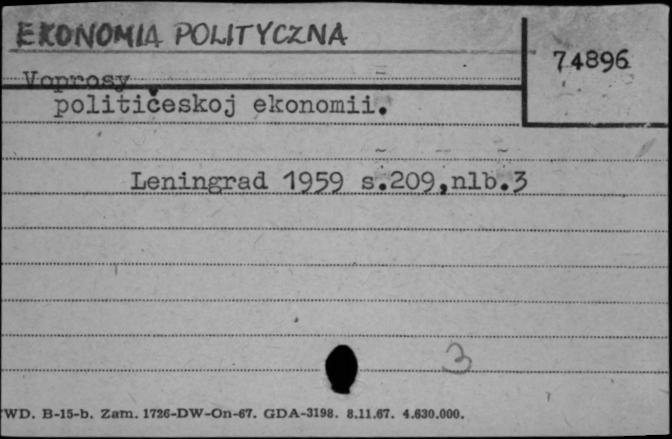 EKONOMIA POLITYCZNA
74896
Voprosy
političeskoj ekonomii.
Leningrad 1959 s.209,nlb.3
3
WD. B-15-b. Zam. 1726-DW-On-67. GDA-3198. 8.11.67. 4.630.000.